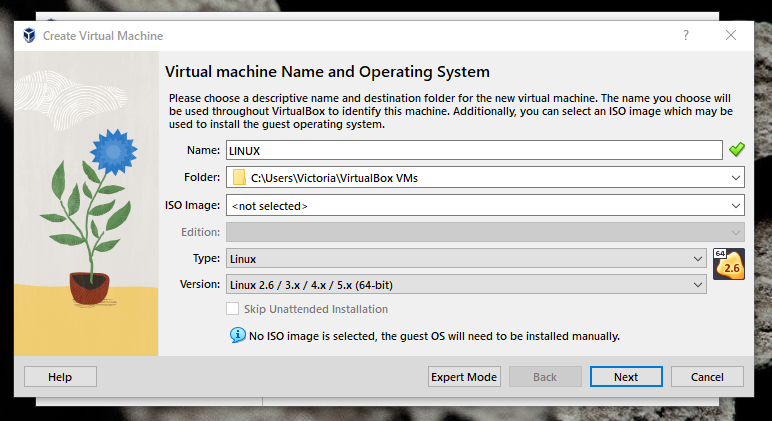 Create Virtual Machine
?
Virtual machine Name and Operating System
Please choose a descriptive name and destination folder for the new virtual machine. The name you choose will
be used throughout VirtualBox to identify this machine. Additionally, you can select an ISO image which may be
used to install the guest operating system.
Name: LINUX
Folder: C:\Users\Victoria\VirtualBox VMs
ISO Image: <not selected>
Edition:
Type: Linux
64
2.6
Version: Linux 2.6 / 3.x / 4.x / 5.x (64-bit)
Skip Unattended Installation
No ISO image is selected, the guest OS will need to be installed manually.
Help Expert Mode Back Next Cancel